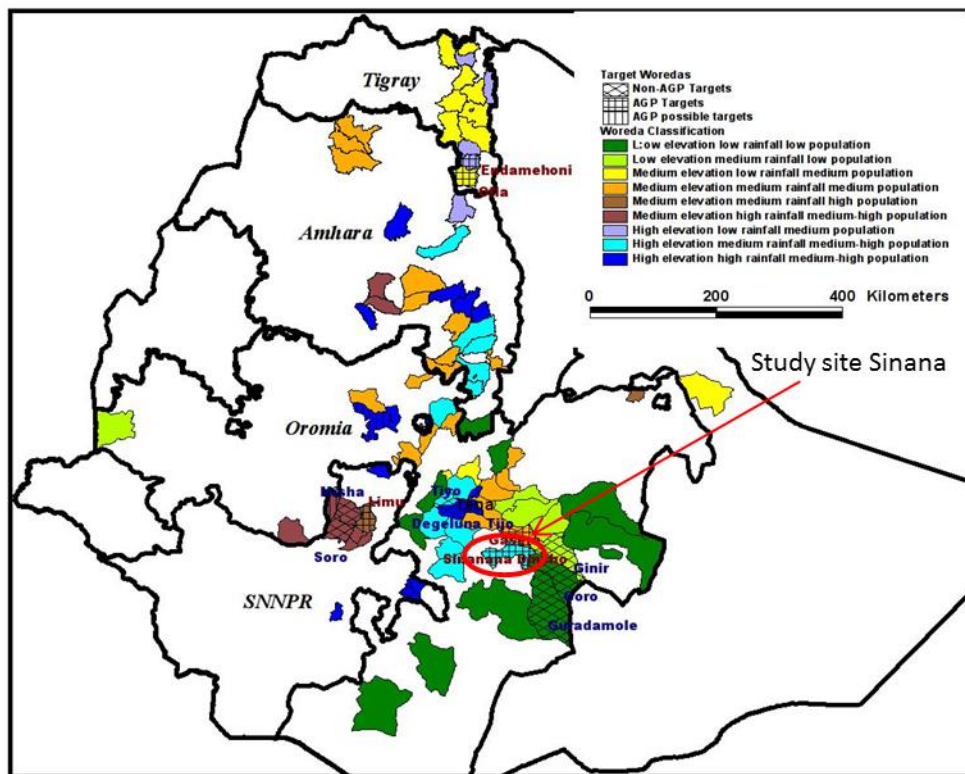 Tigray
Target Woredas
Non-AGP Targets
AGP Targets
AGP possible targets
Woreda Classification
L:ow elevation low rainfall low population
Low elevation medium rainfall low population
Medium elevation low rainfall medium population
Medium elevation medium rainfall medium population
Medium elevation medium rainfall high population
Medium elevation high rainfall medium-high population
High elevation low rainfall medium population
High elevation medium rainfall medium-high population
High elevation high rainfall medium-high population
0 200 400 Kilometers
Endamehoni
Amhara
Study site Sinana
Oromia
Misha
Limu
Tiyo
Degeluna Tijo
Soro
Ginir
SNNPR
Goro
Guradamole